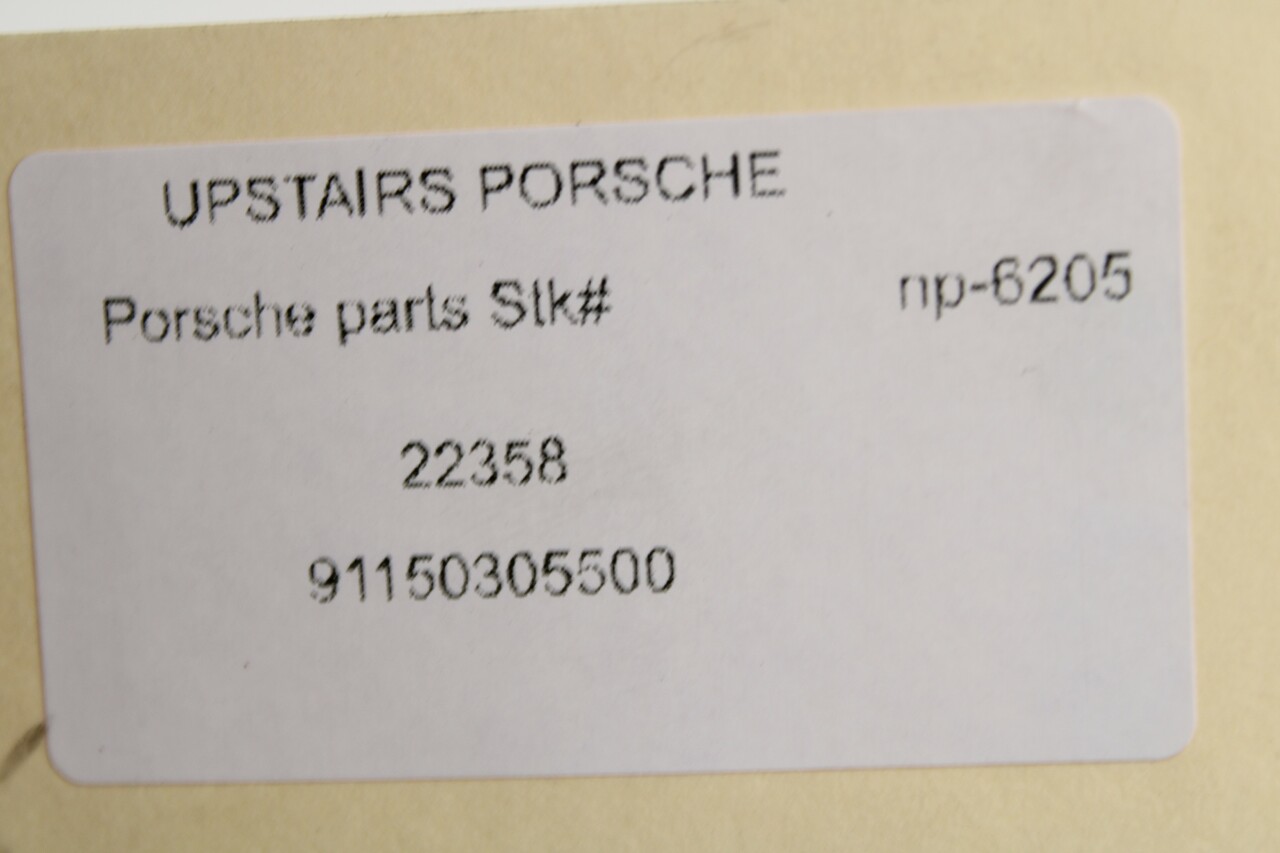 UPSTAIRS PORSCHE
Porsche parts Stk# np-6205
22358
91150305500